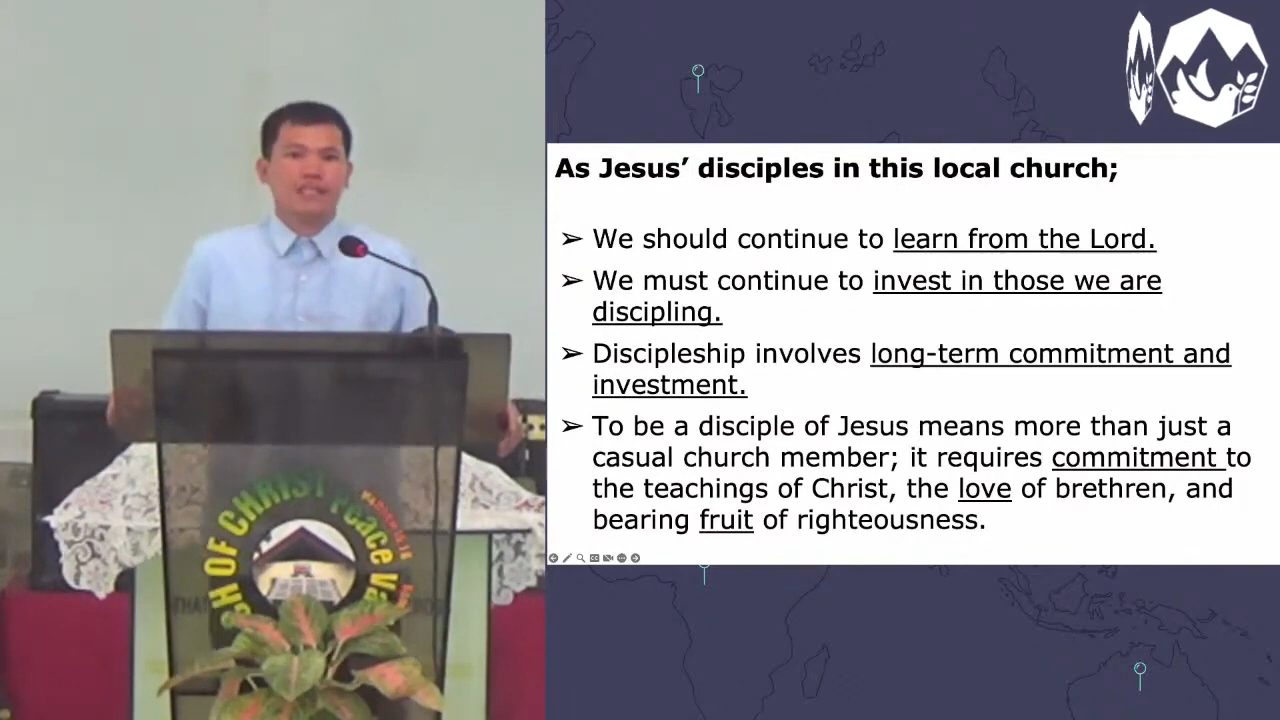 As Jesus’ disciples in this local church;
➢ We should continue to learn from the Lord.
➢ We must continue to invest in those we are
discipling.
➢ Discipleship involves long-term commitment and
investment.
➢ To be a disciple of Jesus means more than just a
casual church member; it requires commitment to
the teachings of Christ, the love of brethren, and
bearing fruit of righteousness.
OF CHRIST Peace